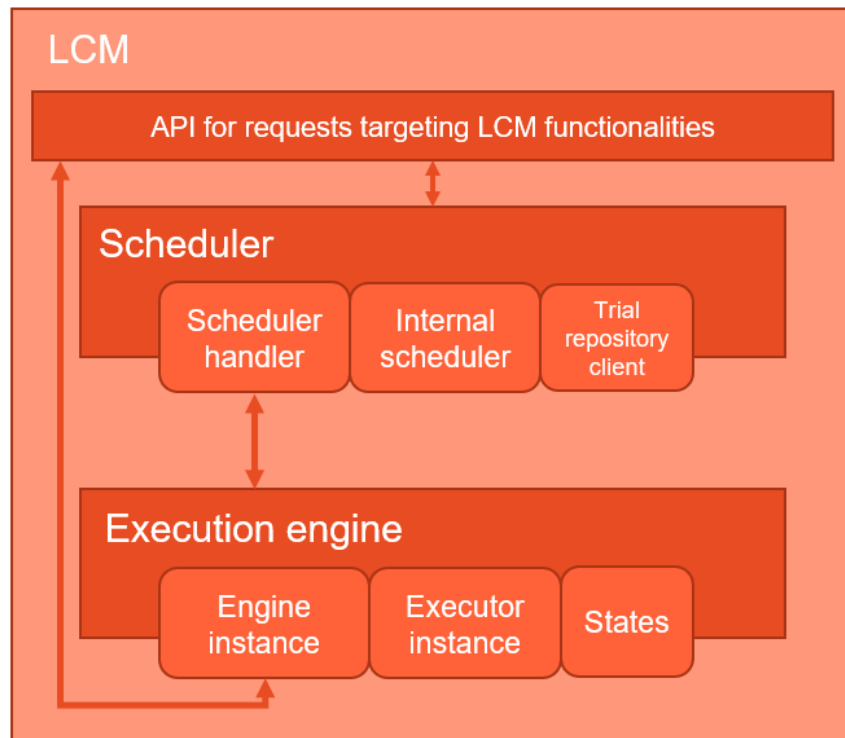 LCM
API for requests targeting LCM functionalities
Scheduler
Scheduler
handler
Internal
scheduler
Trial
repository
client
Execution engine
Engine
instance
Executor
instance
States